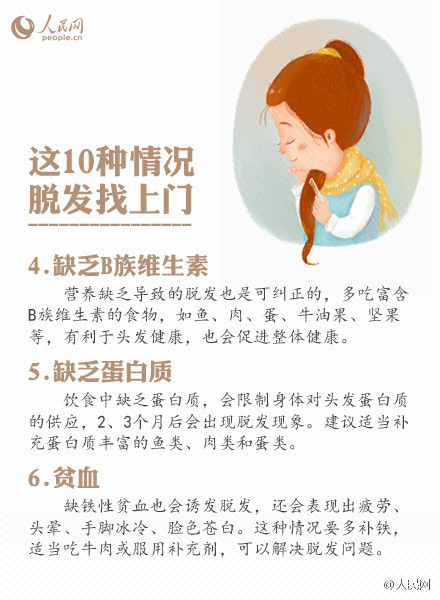 人民网
people.cn
这10种情况
脱发找上门
4.缺乏B族维生素
营养缺乏导致的脱发也是可纠正的，多吃富含
B族维生素的食物，如鱼、肉、蛋、牛油果、坚果
等，有利于头发健康，也会促进整体健康。
5.缺乏蛋白质
饮食中缺乏蛋白质，会限制身体对头发蛋白质
的供应，2、3个月后会出现脱发现象。建议适当补
充蛋白质丰富的鱼类、肉类和蛋类。
6.贫血
缺铁性贫血也会诱发脱发，还会表现出疲劳、
头晕、手脚冰冷、脸色苍白。这种情况要多补铁，
适当吃牛肉或服用补充剂，可以解决脱发问题。
@人民网